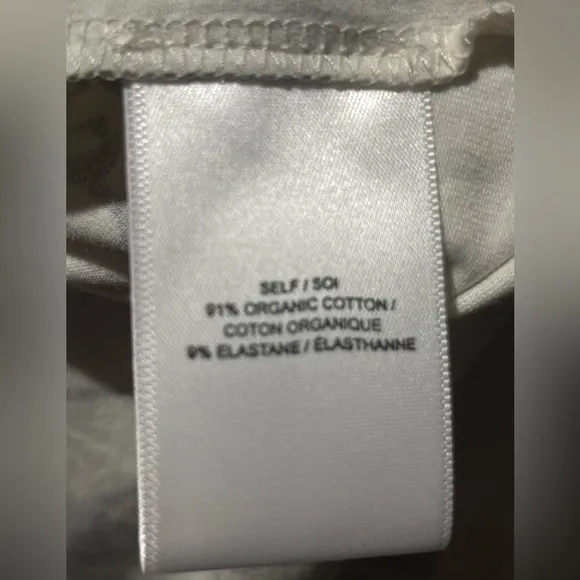 SELF / SOI
91% ORGANIC COTTON /
COTON ORGANIQUE
9% ELASTANE / ÉLASTHANNE